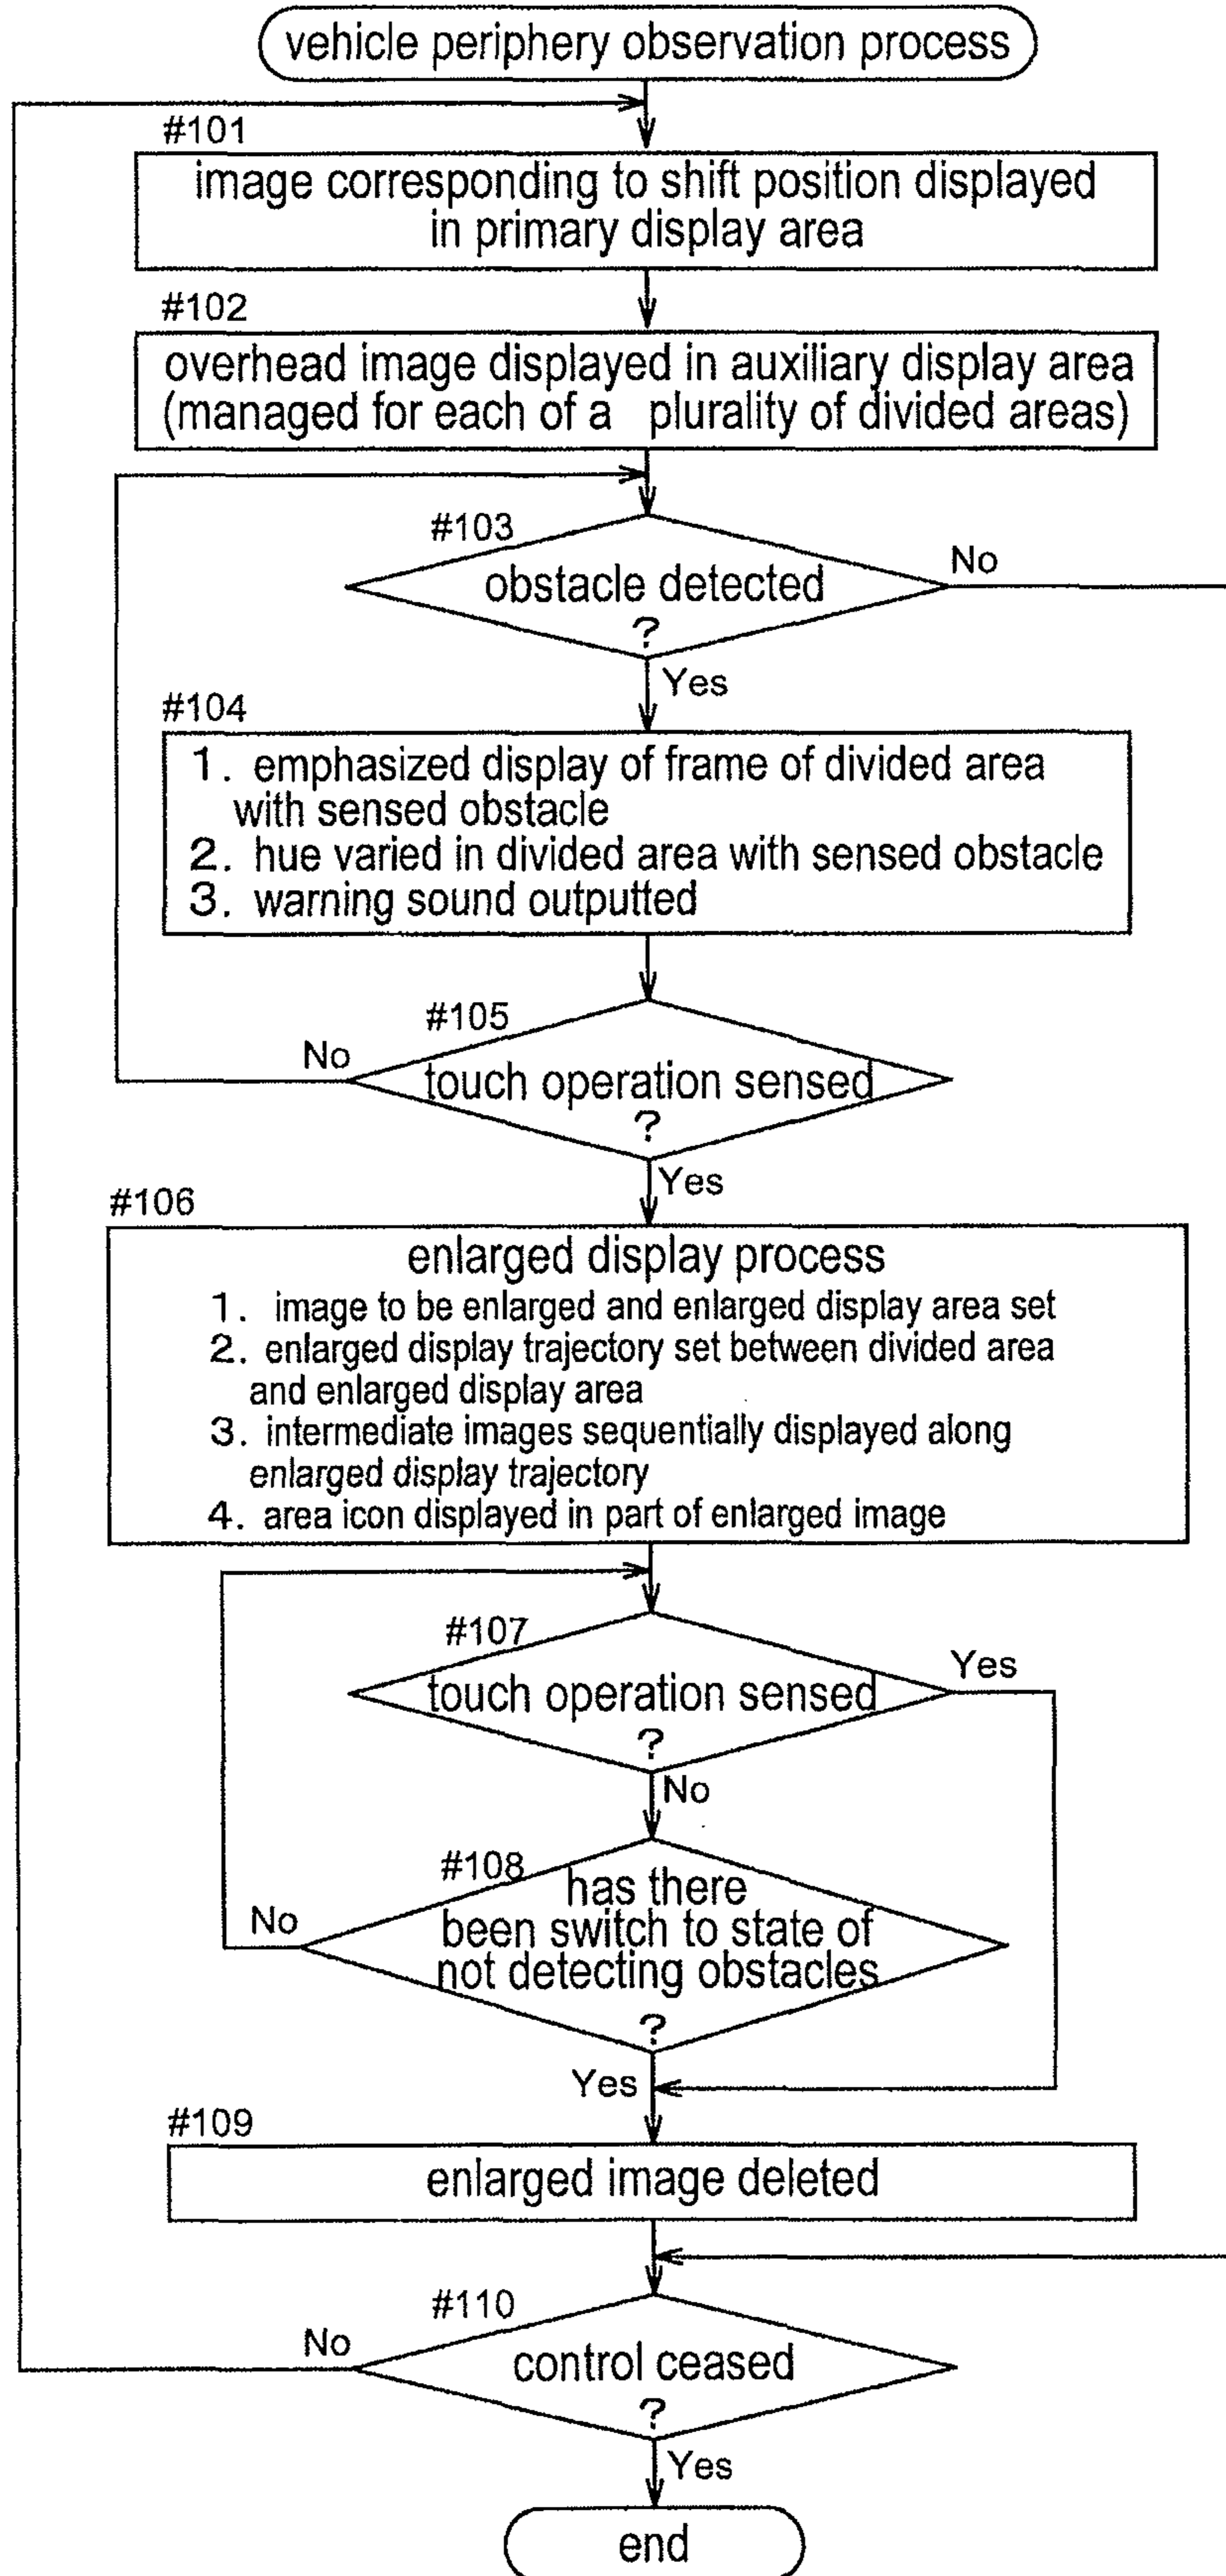 vehicle periphery observation process
#101
image corresponding to shift position displayed
in primary display area
#102
overhead image displayed in auxiliary display area
(managed for each of a plurality of divided areas)
#103
obstacle detected
?
No
Yes
#104
1. emphasized display of frame of divided area
with sensed obstacle
2. hue varied in divided area with sensed obstacle
3. warning sound outputted
#105
No
touch operation sensed
?
Yes
#106
enlarged display process
1. image to be enlarged and enlarged display area set
2. enlarged display trajectory set between divided area
and enlarged display area
3. intermediate images sequentially displayed along
enlarged display trajectory
4. area icon displayed in part of enlarged image
#107
Yes
touch operation sensed
?
No
#108
has there
No
been switch to state of
not detecting obstacles
?
Yes
#109
enlarged image deleted
#110
No
control ceased
?
Yes
end